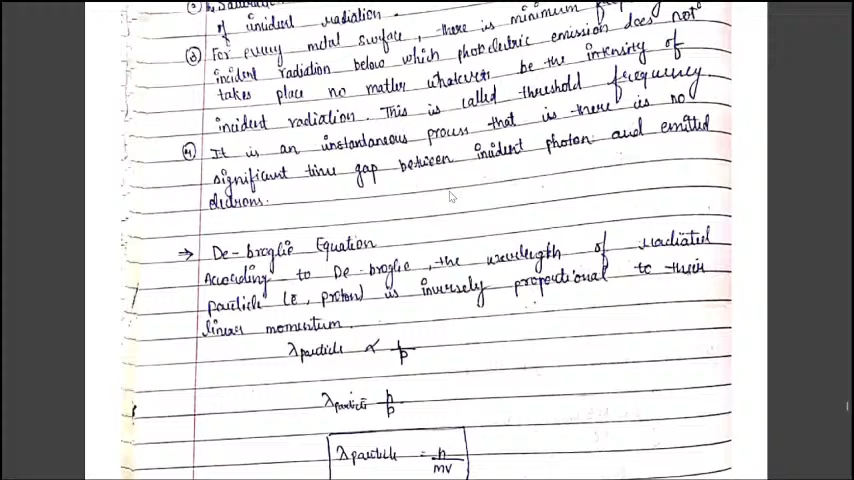 of incident radiation.
③ For every metal surface, there is minimum
incident radiation below which photoelectric emission does not
takes place no matter whatever be the intensity of
incident radiation. This is called threshold frequency
④ It is an instantaneous process that is there is no
significant time gap between incident photon and emitted
electrons.
⇒ De-broglie Equation
According to De-broglie, the wavelength of radiated
particle (e, proton) is inversely proportional to their
linear momentum.
λparticle ∝ 1/p
λparticle h/p
λparticle = h/mv